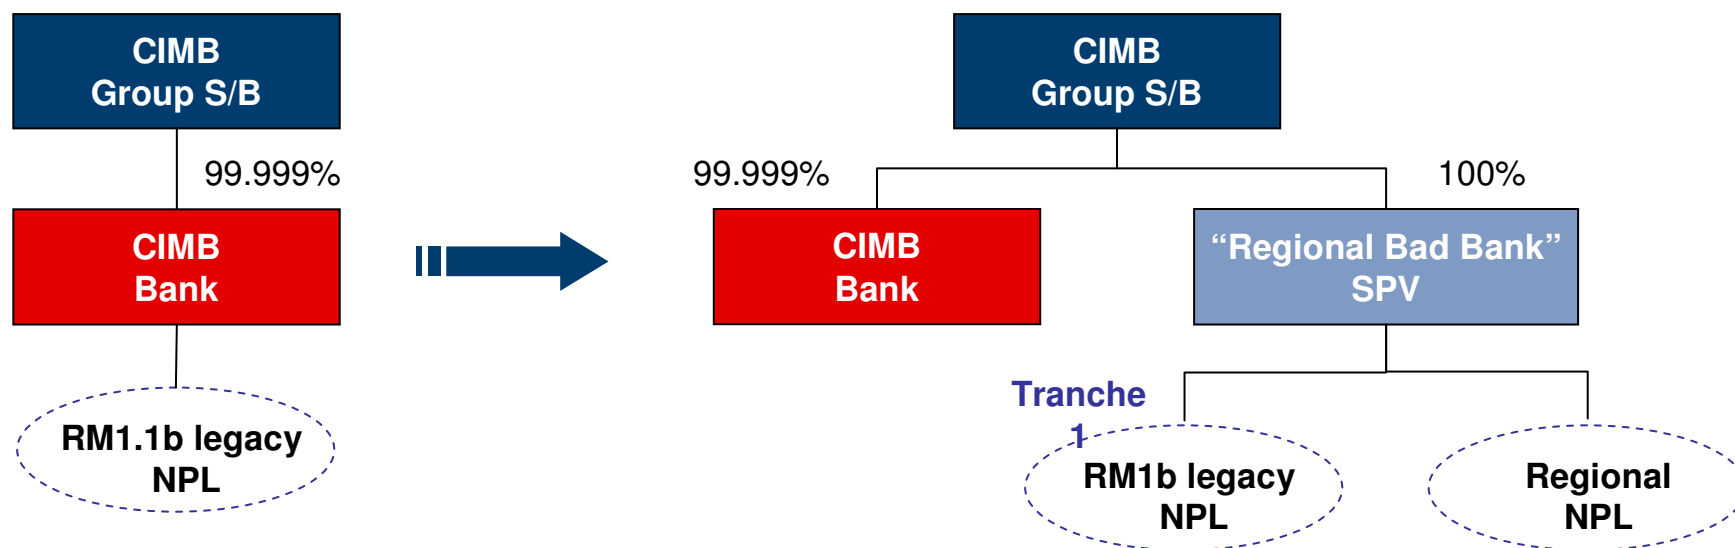 CIMB
Group S/B
99.999%
CIMB
Bank
RM1.1b legacy
NPL
CIMB
Group S/B
99.999%
100%
CIMB
Bank
“Regional Bad Bank”
SPV
Tranche
1
RM1b legacy
NPL
Regional
NPL